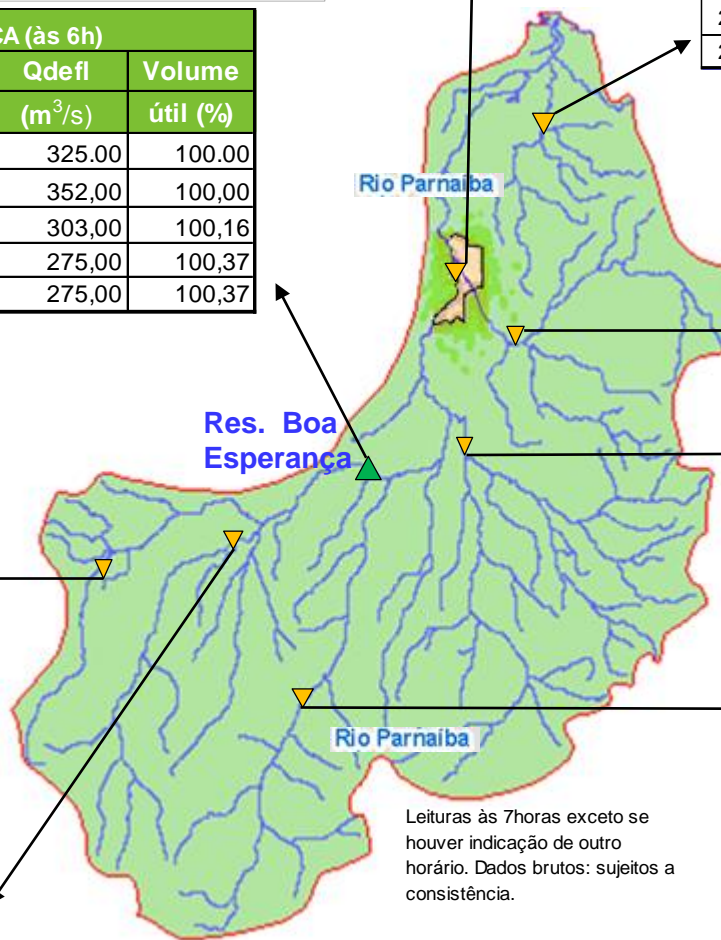 CA (às 6h)
Qdefl Volume
(m³/s) útil (%)
325.00 100.00
352,00 100,00
303,00 100,16
275,00 100,37
275,00 100,37
2
2
Rio Parnaíba
Res. Boa
Esperança
Rio Parnaíba
Leituras às 7horas exceto se
houver indicação de outro
horário. Dados brutos: sujeitos a
consistência.